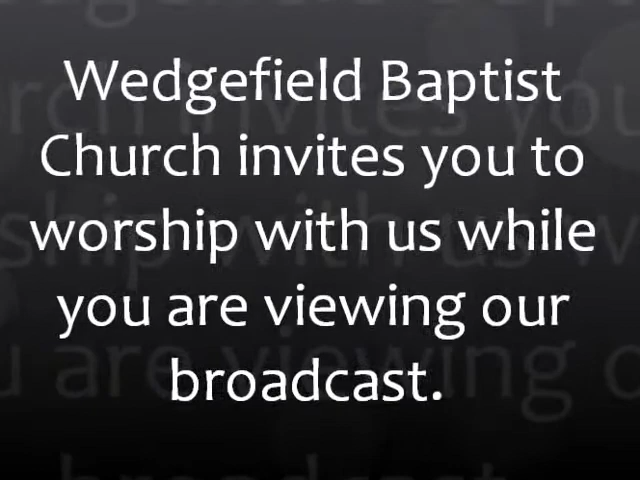 Wedgefield Baptist
Church invites you to
worship with us while
you are viewing our
broadcast.